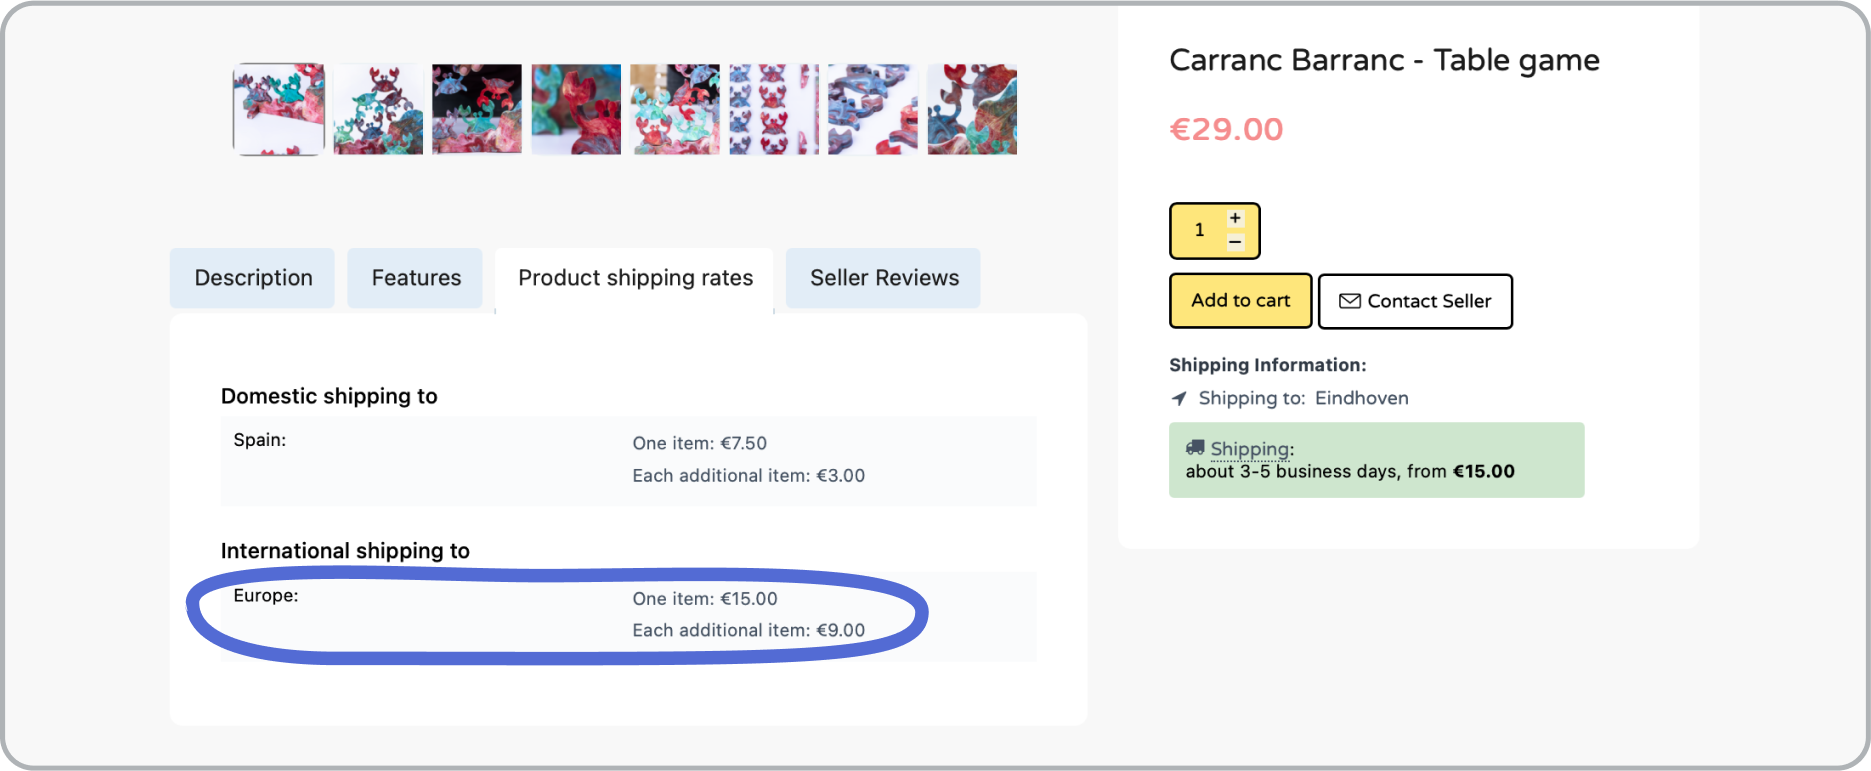 Carranc Barranc - Table game
€29.00
1
+
−
Add to cart
Contact Seller
Shipping Information:
Shipping to: Eindhoven
Shipping:
about 3-5 business days, from €15.00
Description
Features
Product shipping rates
Seller Reviews
Domestic shipping to
Spain:
One item: €7.50
Each additional item: €3.00
International shipping to
Europe:
One item: €15.00
Each additional item: €9.00